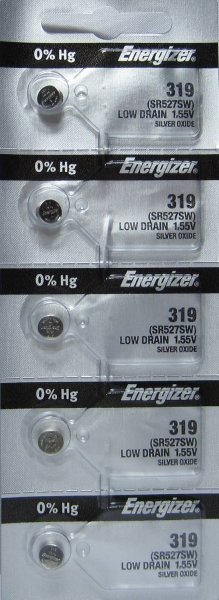 0% Hg Energizer
319
(SR527SW)
LOW DRAIN 1.55V
SILVER OXIDE
0% Hg Energizer
319
(SR527SW)
LOW DRAIN 1.55V
SILVER OXIDE
0% Hg Energizer
319
(SR527SW)
LOW DRAIN 1.55V
SILVER OXIDE
0% Hg Energizer
319
(SR527SW)
LOW DRAIN 1.55V
SILVER OXIDE
0% Hg Energizer
319
(SR527SW)
LOW DRAIN 1.55V
SILVER OXIDE